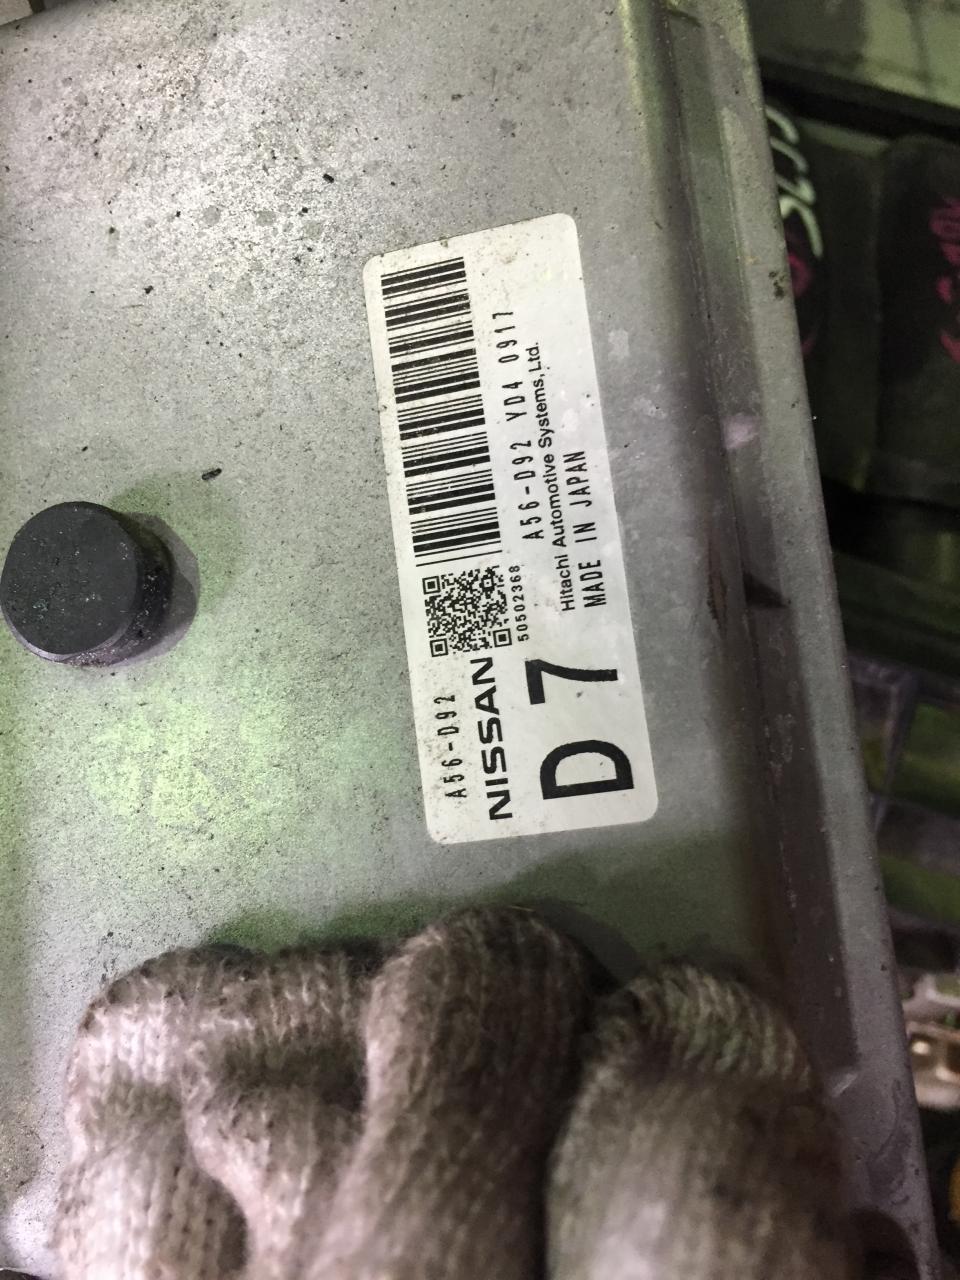 A56-D92
NISSAN
D7
50502368
A56-D92 YD4 0917
Hitachi Automotive Systems,Ltd.
MADE IN JAPAN